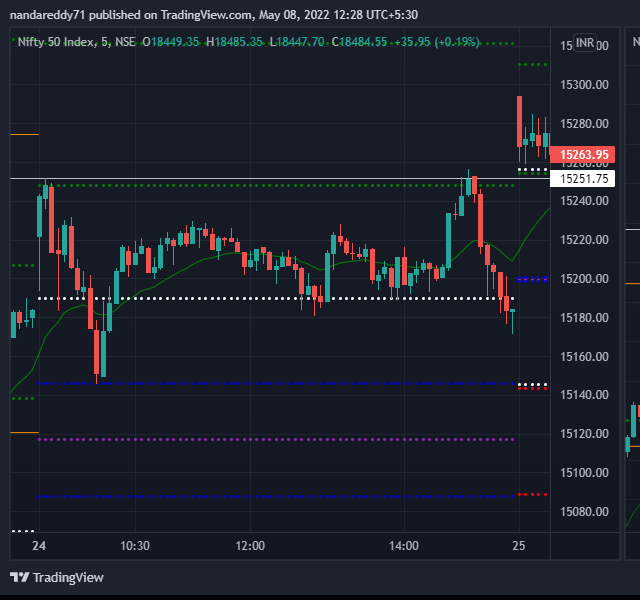 nandareddy71 published on TradingView.com, May 08, 2022 12:28 UTC+5:30
Nifty 50 Index, 5, NSE O18449.35 H18485.35 L18447.70 C18484.55 +35.95 (+0.19%)
INR
N
15300.00
15280.00
15263.95
15251.75
15240.00
15220.00
15200.00
15180.00
15160.00
15140.00
15120.00
15100.00
15080.00
24 10:30 12:00 14:00 25
TradingView